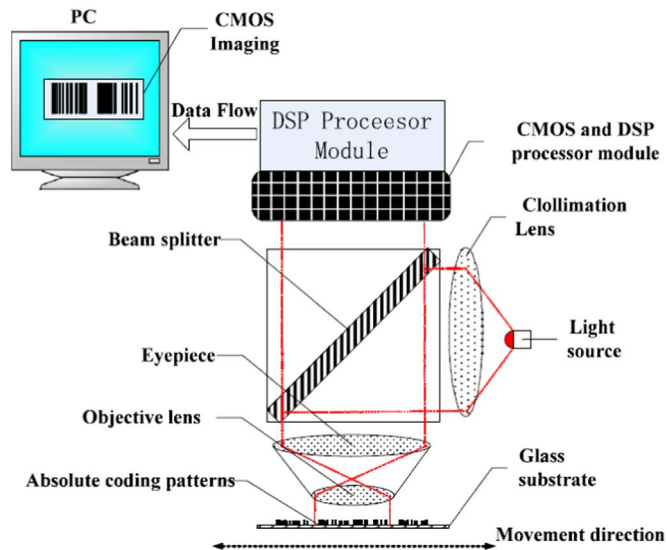 PC
CMOS
Imaging
Data Flow
DSP Proceesor
Module
CMOS and DSP
processor module
Clollimation
Lens
Beam splitter
Light
source
Eyepiece
Objective lens
Glass
substrate
Absolute coding patterns
Movement direction